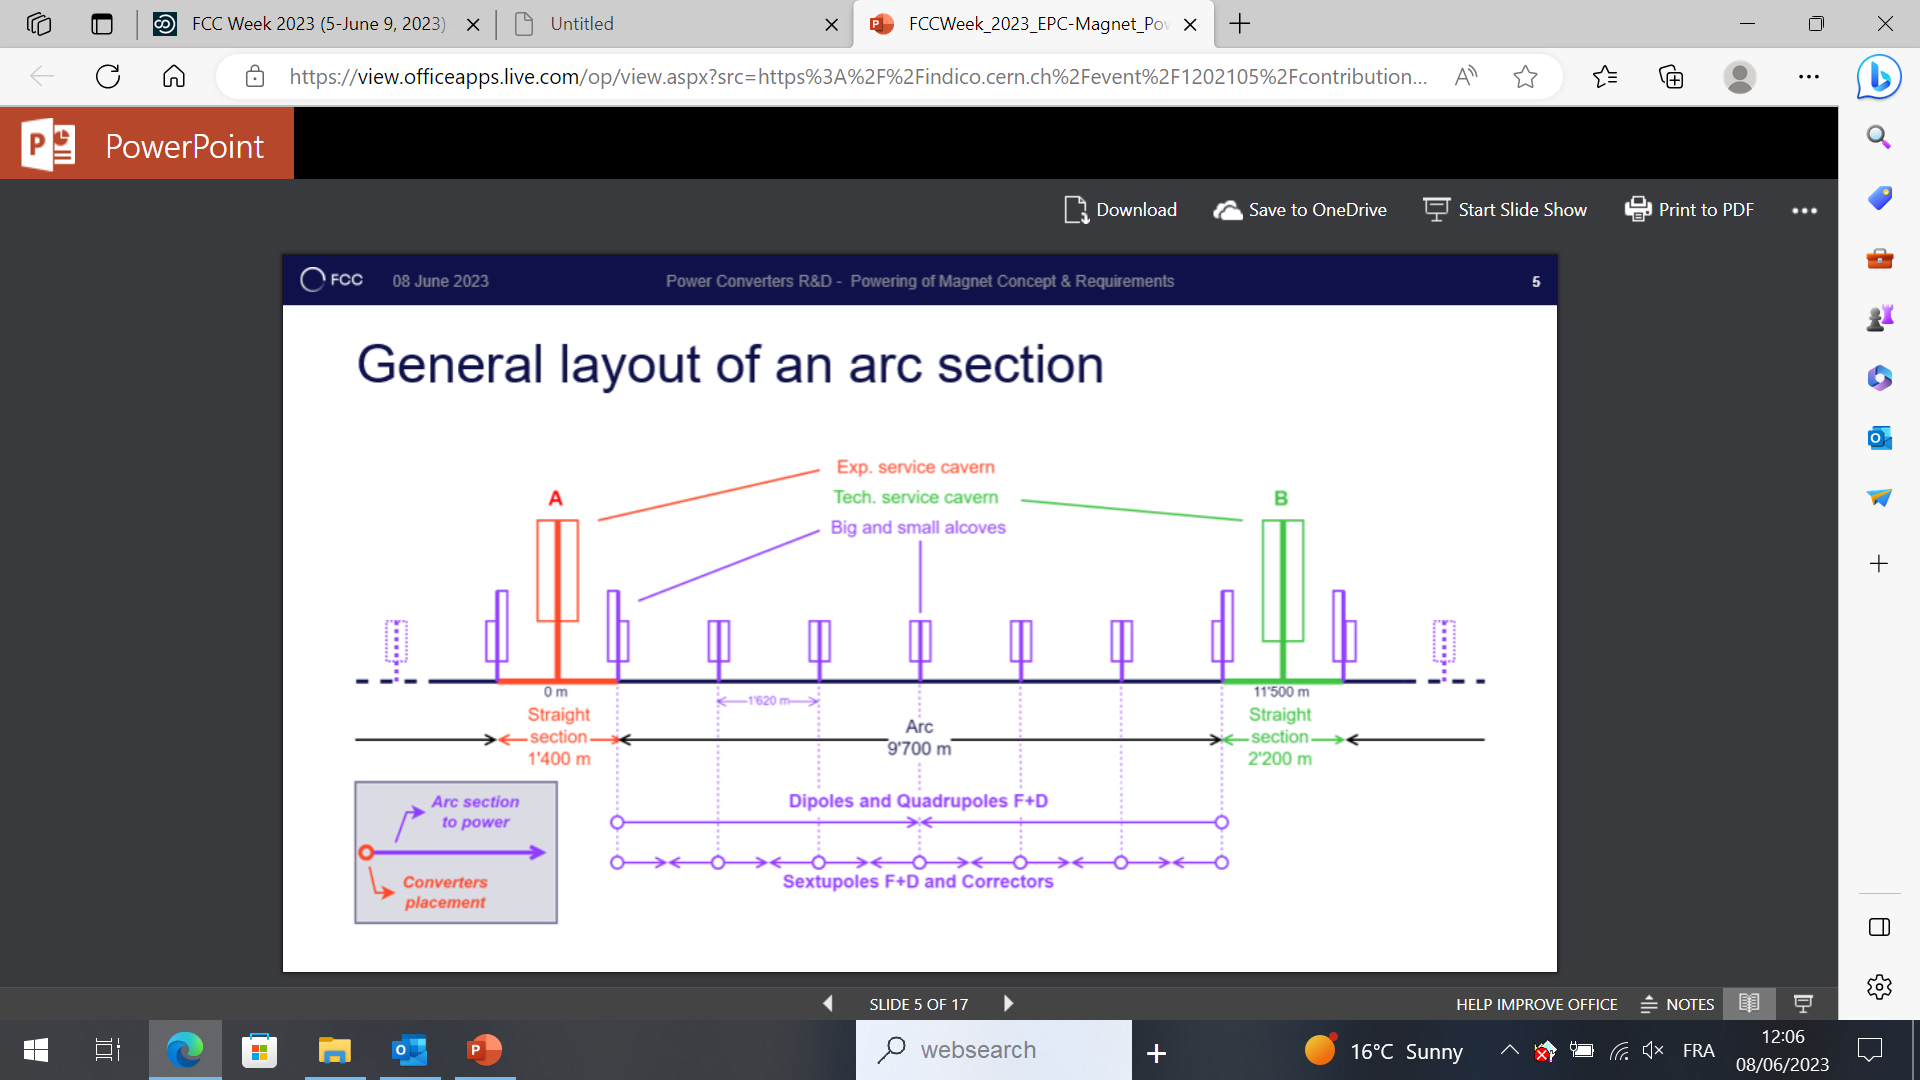 FCC Week 2023 (5-June 9, 2023)
Untitled
FCCWeek_2023_EPC-Magnet_Po
https://view.officeapps.live.com/op/view.aspx?src=https%3A%2F%2Findico.cern.ch%2Fevent%2F1202105%2Fcontribution...
PowerPoint
Download
Save to OneDrive
Start Slide Show
Print to PDF
FCC
08 June 2023
Power Converters R&D - Powering of Magnet Concept & Requirements
5
General layout of an arc section
Exp. service cavern
A
Tech. service cavern
B
Big and small alcoves
0 m
11'500 m
1'620 m
Straight
section
1'400 m
Arc
9'700 m
Straight
section
2'200 m
Dipoles and Quadrupoles F+D
Arc section
to power
Converters
placement
Sextupoles F+D and Correctors
SLIDE 5 OF 17
HELP IMPROVE OFFICE
NOTES
websearch
16°C Sunny
FRA
12:06
08/06/2023